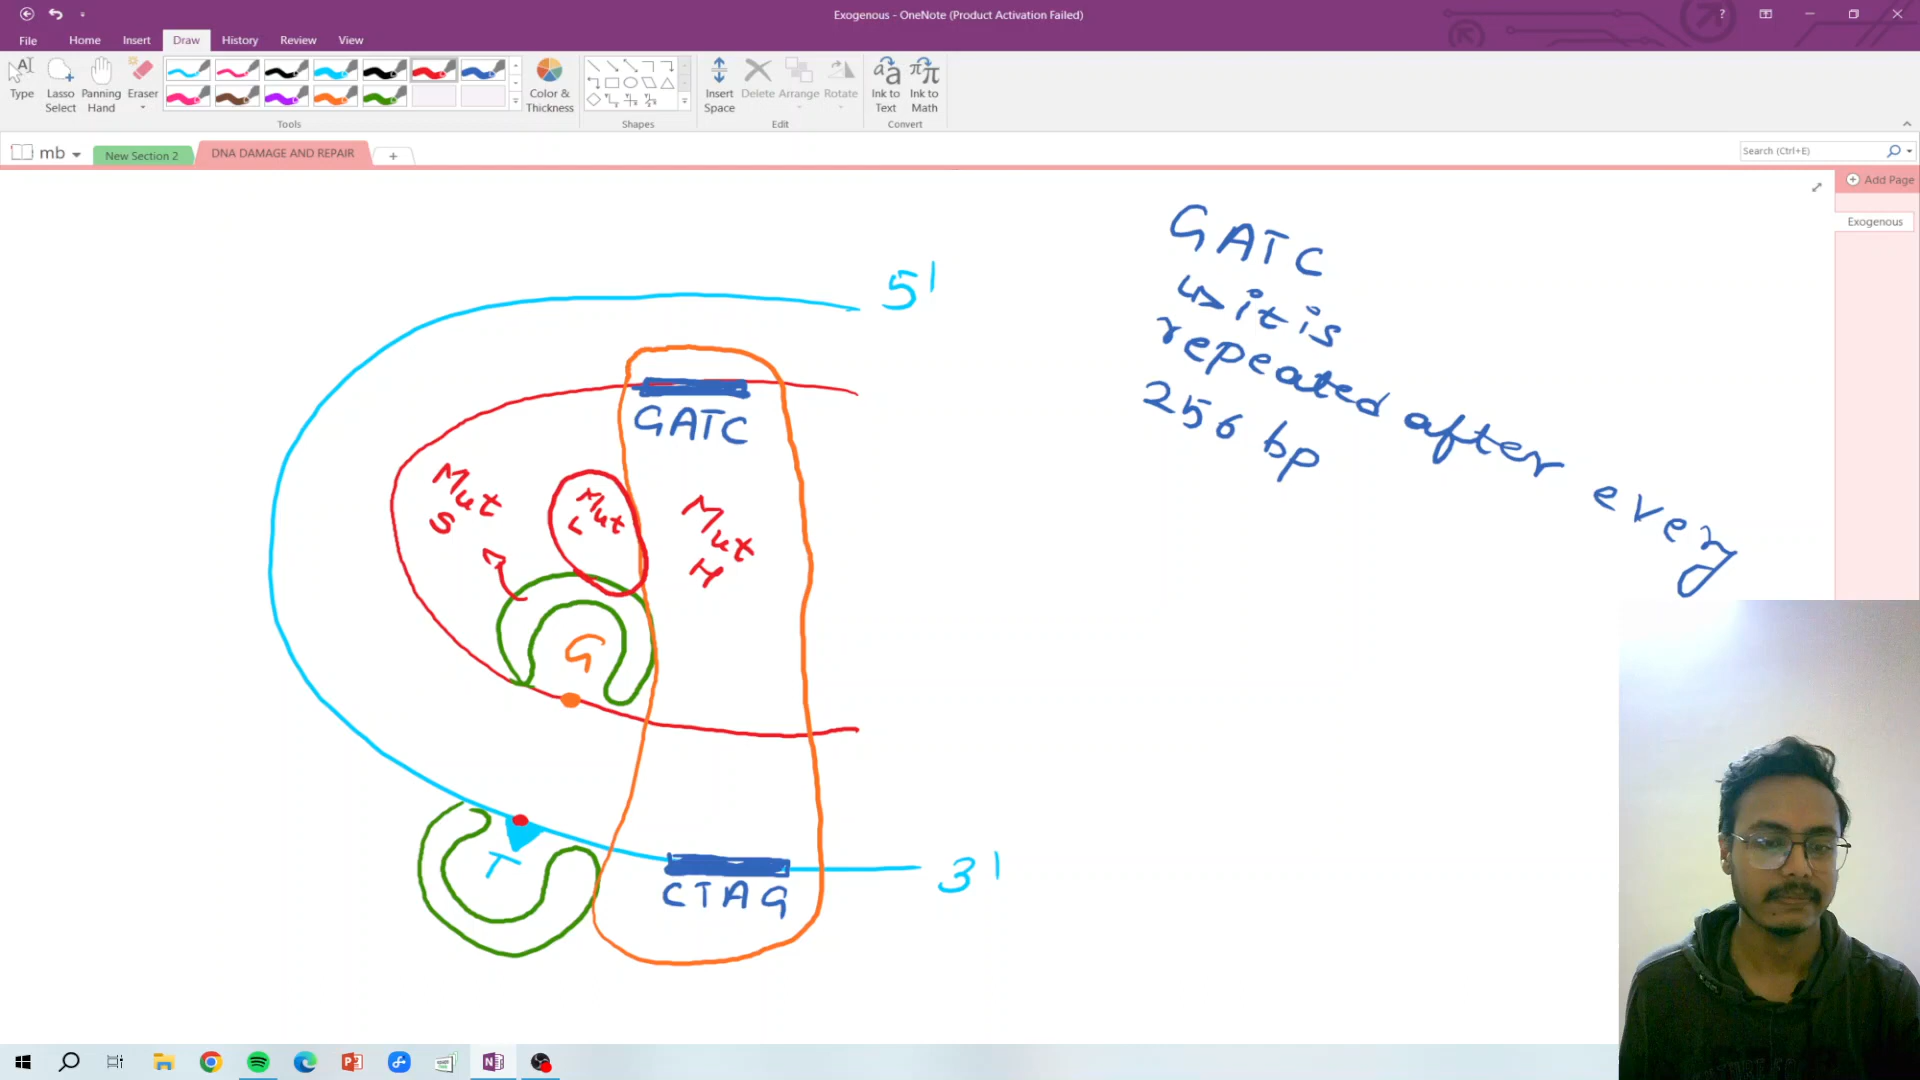 Exogenous - OneNote (Product Activation Failed)
?
File Home Insert Draw History Review View
Type
Lasso Select
Panning Hand
Eraser
Color & Thickness
Insert Space
Delete
Arrange
Rotate
Ink to Text
Ink to Math
Tools
Shapes
Edit
Convert
mb
New Section 2
DNA DAMAGE AND REPAIR
+
Search (Ctrl+E)
Add Page
Exogenous
5'
GATC
Mut S
Mut L
Mut H
G
T
CTAG
3'
GATC
↳ it is
repeated after every
256 bp